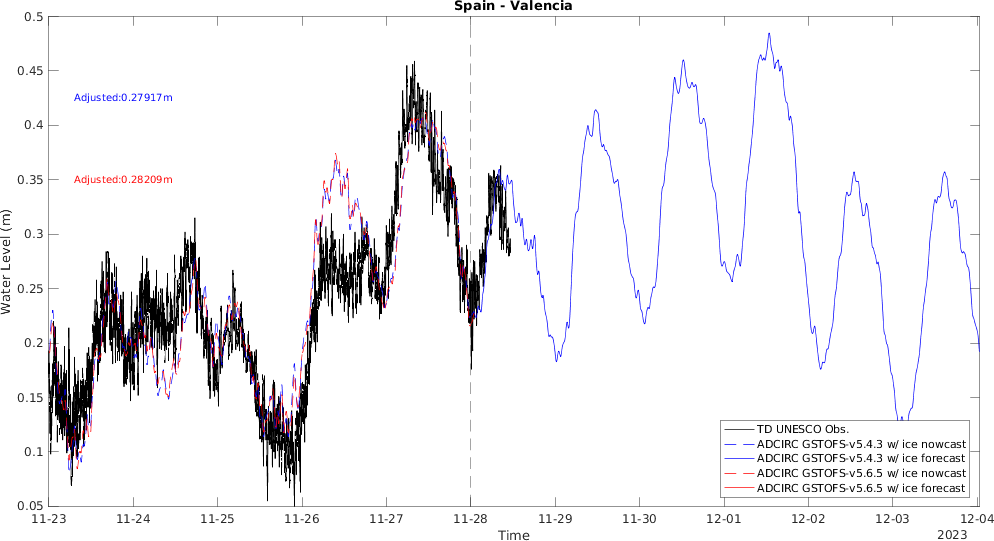 Spain - Valencia
0.5
0.45
0.4
0.35
0.3
0.25
0.2
0.15
0.1
0.05
Water Level (m)
Adjusted:0.27917m
Adjusted:0.28209m
TD UNESCO Obs.
ADCIRC GSTOFS-v5.4.3 w/ ice nowcast
ADCIRC GSTOFS-v5.4.3 w/ ice forecast
ADCIRC GSTOFS-v5.6.5 w/ ice nowcast
ADCIRC GSTOFS-v5.6.5 w/ ice forecast
11-23 11-24 11-25 11-26 11-27 11-28 11-29 11-30 12-01 12-02 12-03 12-04
Time
2023